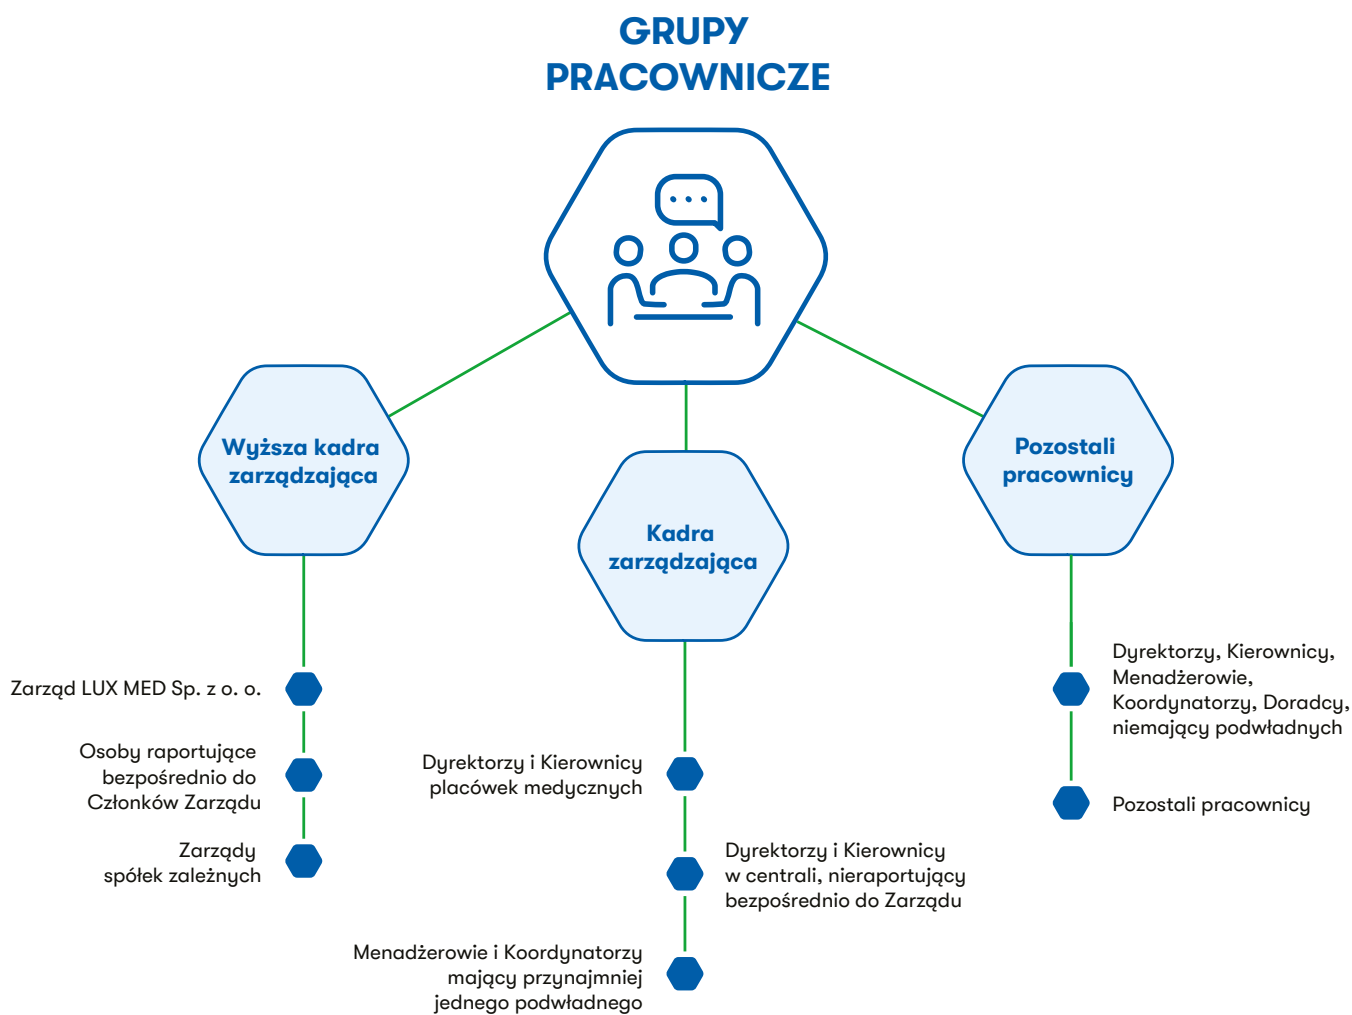 GRUPY
PRACOWNICZE
Wyższa kadra
zarządzająca
Zarząd LUX MED Sp. z o. o.
Osoby raportujące
bezpośrednio do
Członków Zarządu
Zarządy
spółek zależnych
Kadra
zarządzająca
Dyrektorzy i Kierownicy
placówek medycznych
Dyrektorzy i Kierownicy
w centrali, nieraportujący
bezpośrednio do Zarządu
Menadżerowie i Koordynatorzy
mający przynajmniej
jednego podwładnego
Pozostali
pracownicy
Dyrektorzy, Kierownicy,
Menadżerowie,
Koordynatorzy, Doradcy,
niemający podwładnych
Pozostali pracownicy